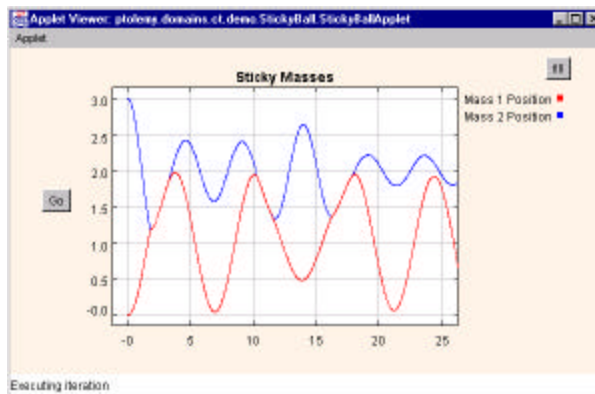 Applet Viewer: ptolemy.domains.ct.demo.StickyBall.StickyBallApplet
Applet
Sticky Masses
fill
Mass 1 Position
Mass 2 Position
3.0
2.5
2.0
1.5
1.0
0.5
-0.0
Go
-0 5 10 15 20 25
Executing iteration